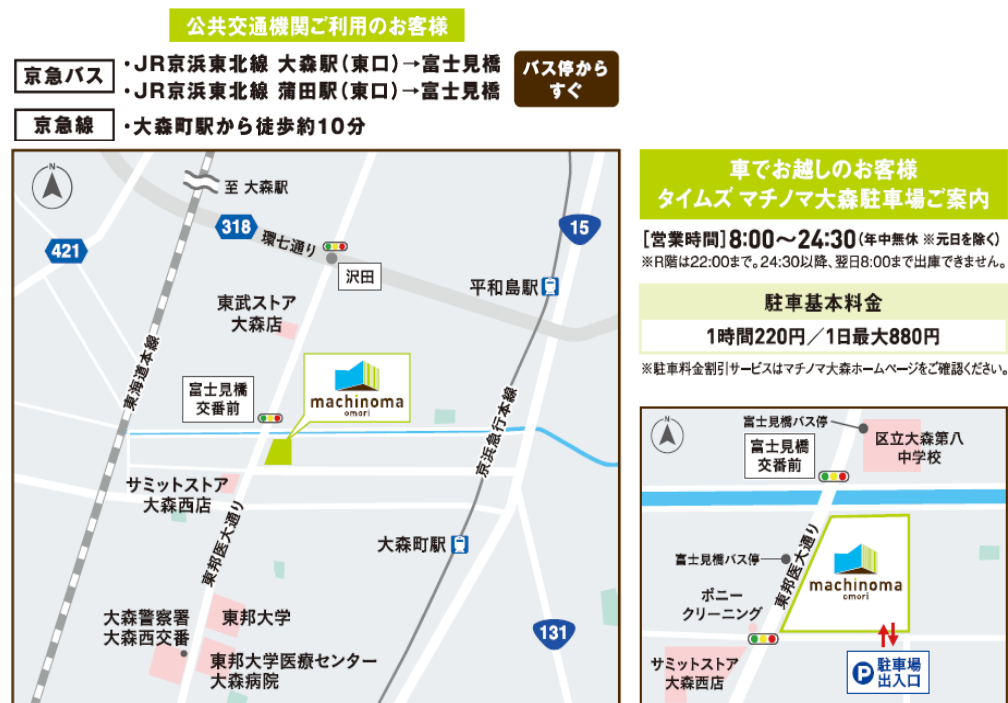 公共交通機関ご利用のお客様
京急バス
・JR京浜東北線 大森駅(東口)→富士見橋
・JR京浜東北線 蒲田駅(東口)→富士見橋
バス停から
すぐ
京急線
・大森町駅から徒歩約10分
N
至 大森駅
421
318
環七通り
15
沢田
平和島駅
東武ストア
大森店
東海道本線
富士見橋
交番前
machinoma
omori
京浜急行本線
サミットストア
大森西店
東邦医大通り
大森町駅
大森警察署
大森西交番
東邦大学
東邦大学医療センター
大森病院
131
車でお越しのお客様
タイムズ マチノマ大森駐車場ご案内
[営業時間]8:00〜24:30(年中無休 ※元日を除く)
※R階は22:00まで。24:30以降、翌日8:00まで出庫できません。
駐車基本料金
1時間220円/1日最大880円
※駐車料金割引サービスはマチノマ大森ホームページをご確認ください。
N
富士見橋バス停
富士見橋
交番前
区立大森第八
中学校
東邦医大通り
富士見橋バス停
machinoma
omori
ポニー
クリーニング
サミットストア
大森西店
P 駐車場
出入口